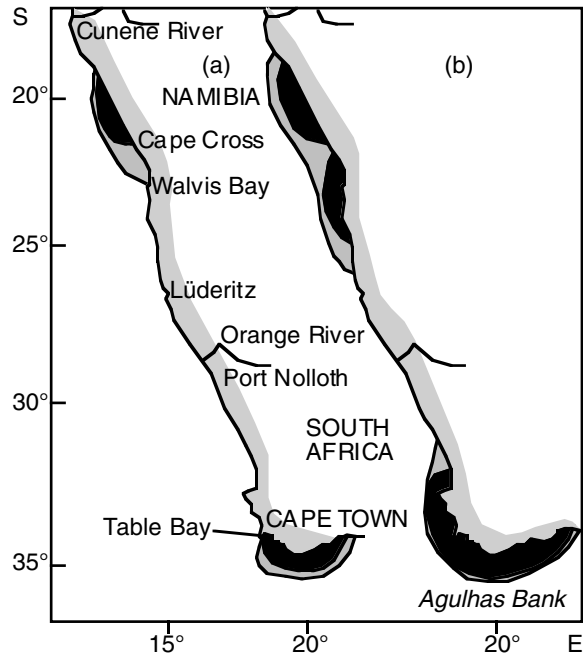 S
Cunene River
(a)
(b)
20°
NAMIBIA
Cape Cross
Walvis Bay
25°
Lüderitz
Orange River
Port Nolloth
30°
SOUTH
AFRICA
Table Bay
CAPE TOWN
35°
Agulhas Bank
15°
20°
20°
E